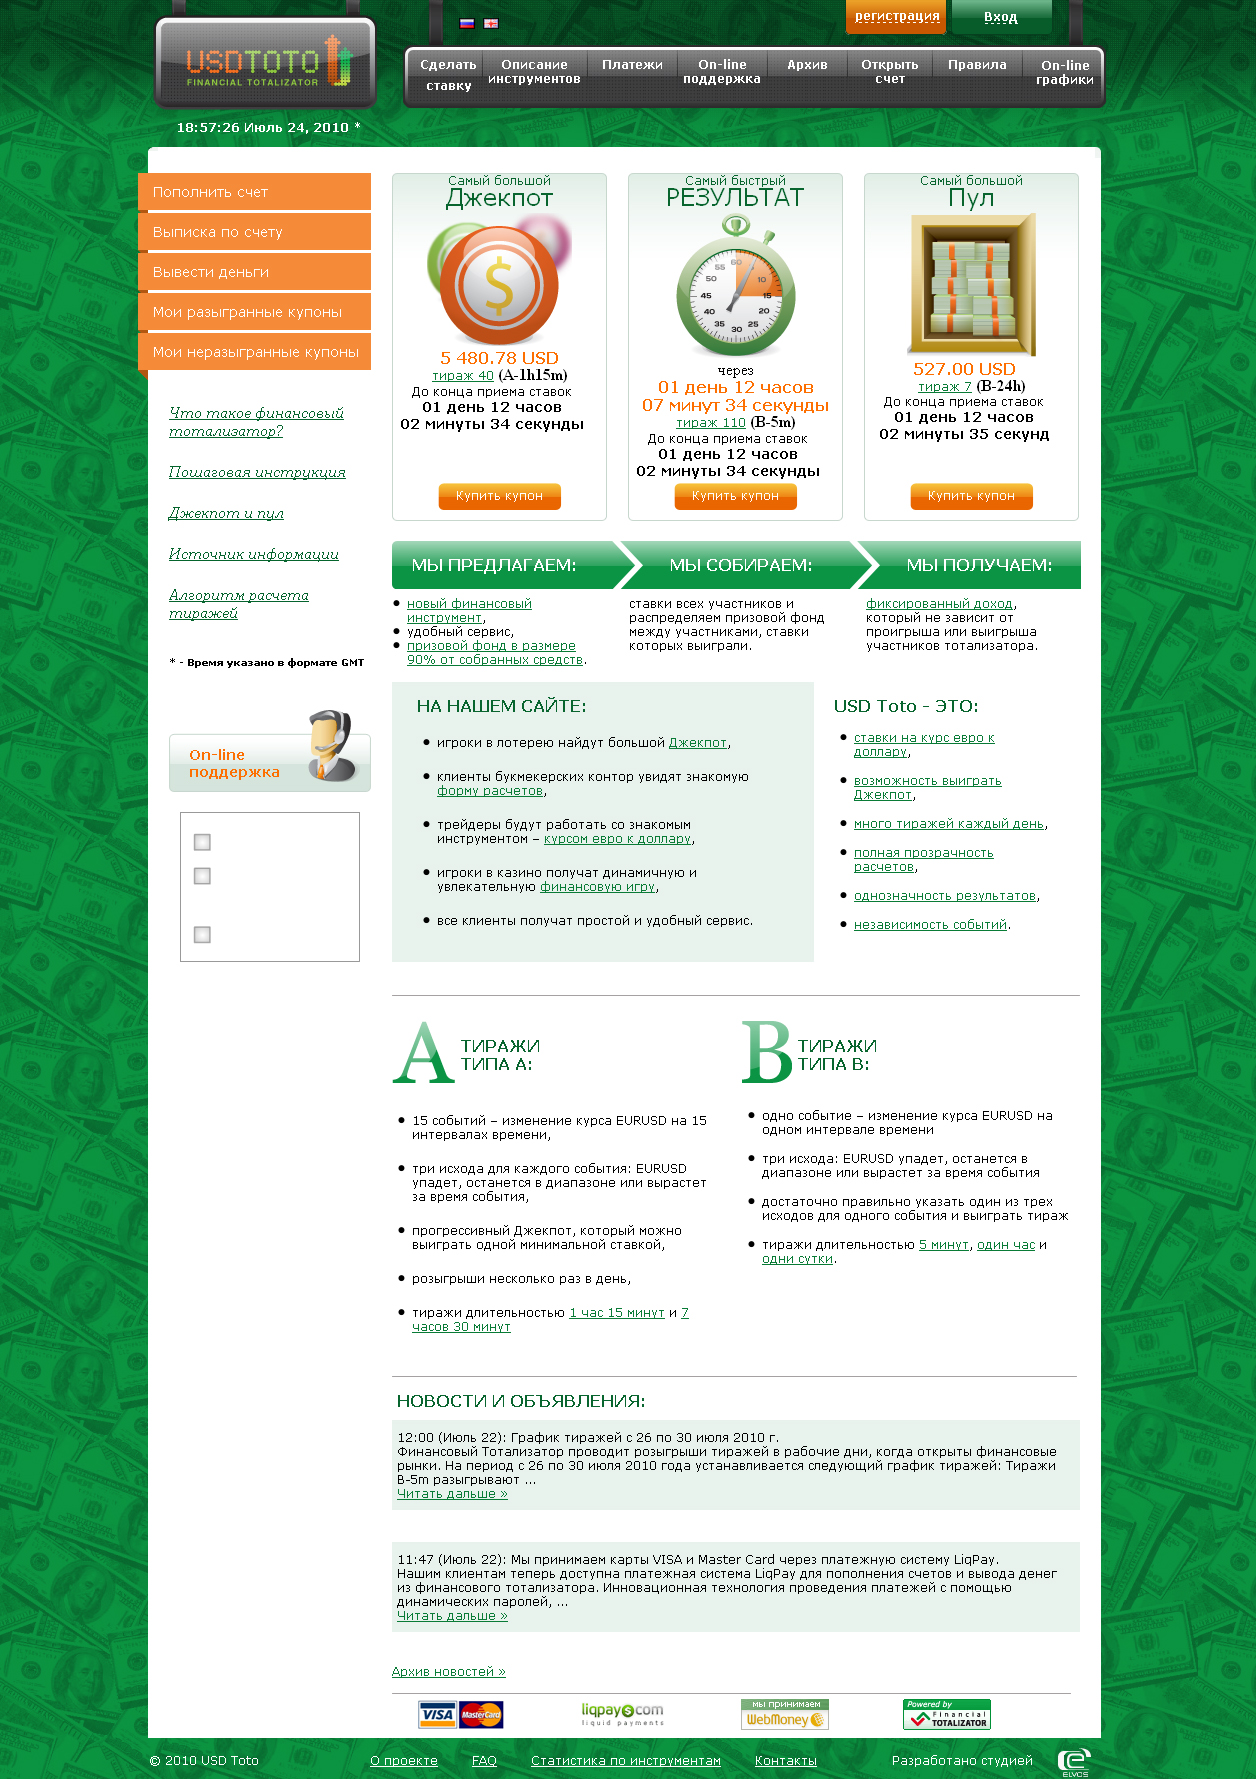 регистрация
Вход
USDTOTO
FINANCIAL TOTALIZATOR
Сделать ставку
Описание инструментов
Платежи
On-line поддержка
Архив
Открыть счет
Правила
On-line графики
18:57:26 Июль 24, 2010 *
Пополнить счет
Выписка по счету
Вывести деньги
Мои разыгранные купоны
Мои неразыгранные купоны
Что такое финансовый
тотализатор?
Пошаговая инструкция
Джекпот и пул
Источник информации
Алгоритм расчета
тиражей
* - Время указано в формате GMT
On-line
поддержка
Самый большой
Джекпот
5 480.78 USD
тираж 40 (A-1h15m)
До конца приема ставок
01 день 12 часов
02 минуты 34 секунды
Купить купон
Самый быстрый
РЕЗУЛЬТАТ
60
55
10
50
15
45
20
40
25
35
30
через
01 день 12 часов
07 минут 34 секунды
тираж 110 (B-5m)
До конца приема ставок
01 день 12 часов
02 минуты 34 секунды
Купить купон
Самый большой
Пул
527.00 USD
тираж 7 (B-24h)
До конца приема ставок
01 день 12 часов
02 минуты 35 секунд
Купить купон
МЫ ПРЕДЛАГАЕМ:
новый финансовый
инструмент,
удобный сервис,
призовой фонд в размере
90% от собранных средств.
МЫ СОБИРАЕМ:
ставки всех участников и
распределяем призовой фонд
между участниками, ставки
которых выиграли.
МЫ ПОЛУЧАЕМ:
фиксированный доход,
который не зависит от
проигрыша или выигрыша
участников тотализатора.
НА НАШЕМ САЙТЕ:
игроки в лотерею найдут большой Джекпот,
клиенты букмекерских контор увидят знакомую
форму расчетов,
трейдеры будут работать со знакомым
инструментом – курсом евро к доллару,
игроки в казино получат динамичную и
увлекательную финансовую игру,
все клиенты получат простой и удобный сервис.
USD Toto - ЭТО:
ставки на курс евро к
доллару,
возможность выиграть
Джекпот,
много тиражей каждый день,
полная прозрачность
расчетов,
однозначность результатов,
независимость событий.
A
ТИРАЖИ
ТИПА А:
15 событий – изменение курса EURUSD на 15
интервалах времени,
три исхода для каждого события: EURUSD
упадет, останется в диапазоне или вырастет
за время события,
прогрессивный Джекпот, который можно
выиграть одной минимальной ставкой,
розыгрыши несколько раз в день,
тиражи длительностью 1 час 15 минут и 7
часов 30 минут
B
ТИРАЖИ
ТИПА В:
одно событие – изменение курса EURUSD на
одном интервале времени
три исхода: EURUSD упадет, останется в
диапазоне или вырастет за время события
достаточно правильно указать один из трех
исходов для одного события и выиграть тираж
тиражи длительностью 5 минут, один час и
одни сутки.
НОВОСТИ И ОБЪЯВЛЕНИЯ:
12:00 (Июль 22): График тиражей с 26 по 30 июля 2010 г.
Финансовый Тотализатор проводит розыгрыши тиражей в рабочие дни, когда открыты финансовые
рынки. На период с 26 по 30 июля 2010 года устанавливается следующий график тиражей: Тиражи
B-5m разыгрывают ...
Читать дальше »
11:47 (Июль 22): Мы принимаем карты VISA и Master Card через платежную систему LiqPay.
Нашим клиентам теперь доступна платежная система LiqPay для пополнения счетов и вывода денег
из финансового тотализатора. Инновационная технология проведения платежей с помощью
динамических паролей, ...
Читать дальше »
Архив новостей »
VISA
MasterCard
liqpay$com
liquid payments
мы принимаем
WebMoney
Powered by
Financial
TOTALIZATOR
© 2010 USD Toto
О проекте
FAQ
Статистика по инструментам
Контакты
Разработано студией
ELVOS